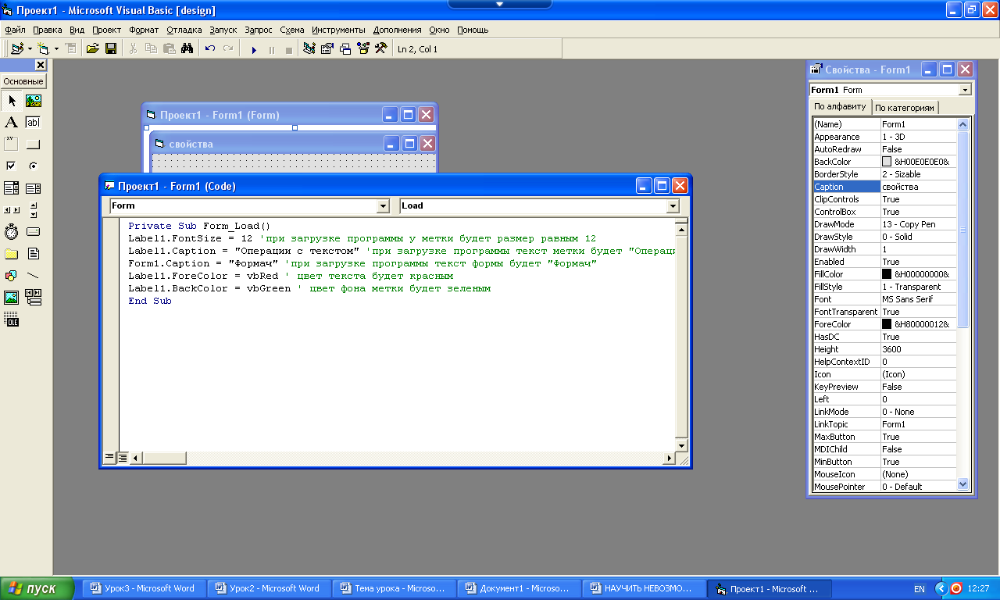 Проект1 - Microsoft Visual Basic [design]
Файл Правка Вид Проект Формат Отладка Запуск Запрос Схема Инструменты Дополнения Окно Помощь
Ln 2, Col 1
Основные
A
ab|
xy
OLE
Проект1 - Form1 (Form)
свойства
Проект1 - Form1 (Code)
Form Load
Private Sub Form_Load()
Label1.FontSize = 12 'при загрузке программы у метки будет размер равным 12
Label1.Caption = "Операции с текстом" 'при загрузке программы текст метки будет "Операци
Form1.Caption = "Формач" 'при загрузке программы текст формы будет "Формач"
Label1.ForeColor = vbRed ' цвет текста будет красным
Label1.BackColor = vbGreen ' цвет фона метки будет зеленым
End Sub
Свойства - Form1
Form1 Form
По алфавиту По категориям
(Name) Form1
Appearance 1 - 3D
AutoRedraw False
BackColor &H00E0E0E0&
BorderStyle 2 - Sizable
Caption свойства
ClipControls True
ControlBox True
DrawMode 13 - Copy Pen
DrawStyle 0 - Solid
DrawWidth 1
Enabled True
FillColor &H00000000&
FillStyle 1 - Transparent
Font MS Sans Serif
FontTransparent True
ForeColor &H80000012&
HasDC True
Height 3600
HelpContextID 0
Icon (Icon)
KeyPreview False
Left 0
LinkMode 0 - None
LinkTopic Form1
MaxButton True
MDIChild False
MinButton True
MouseIcon (None)
MousePointer 0 - Default
пуск Урок3 - Microsoft Word Урок2 - Microsoft Word Тема урока - Microso... Документ1 - Microso... НАУЧИТЬ НЕВОЗМО... Проект1 - Microsoft ... EN 12:27